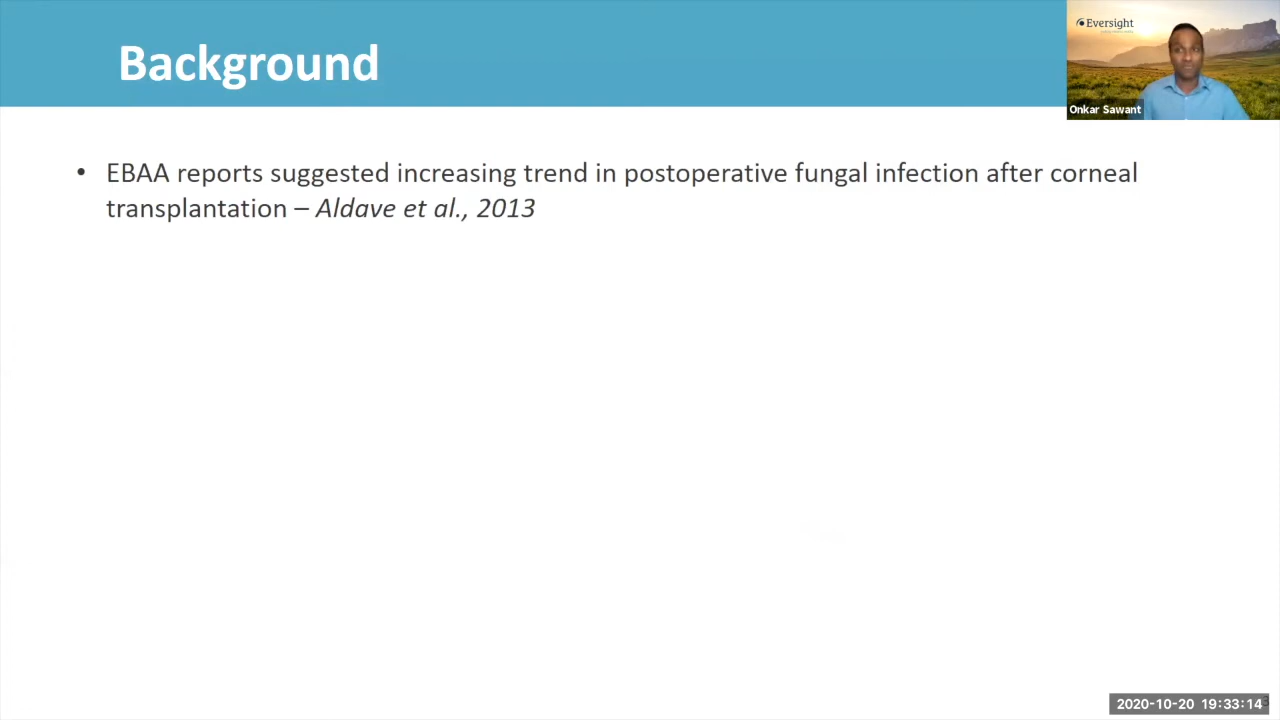 Background
Eversight
Onkar Sawant
• EBAA reports suggested increasing trend in postoperative fungal infection after corneal
transplantation – Aldave et al., 2013
2020-10-20 19:33:14
3